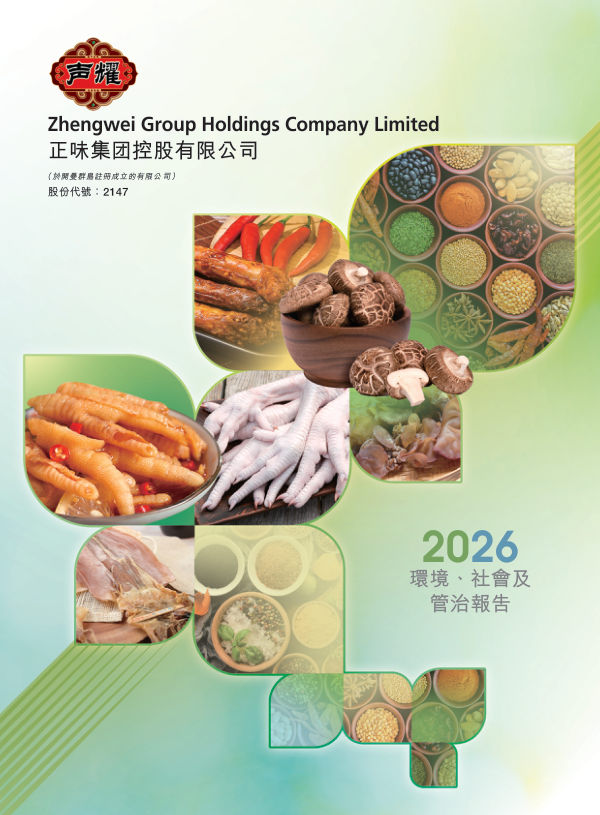 声耀
Zhengwei Group Holdings Company Limited
正味集团控股有限公司
(於開曼群島註冊成立的有限公司)
股份代號：2147
2026
環境、社會及
管治報告